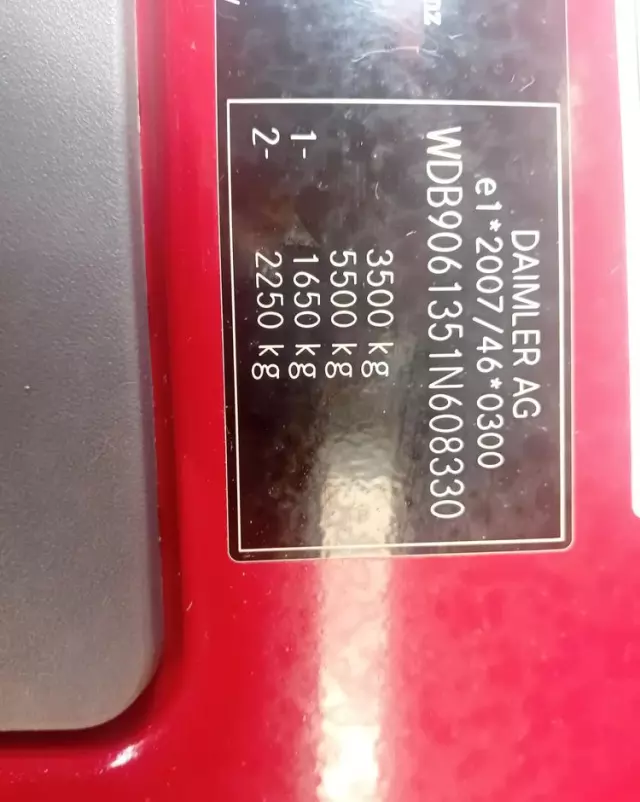 DAIMLER AG
e1*2007/46*0300
WDB9061351N608330
3500 kg
5500 kg
1- 1650 kg
2- 2250 kg